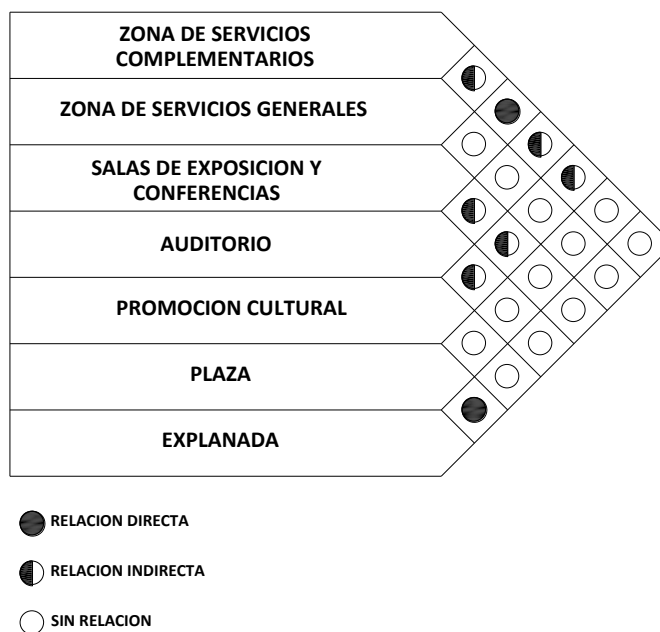 ZONA DE SERVICIOS
COMPLEMENTARIOS
ZONA DE SERVICIOS GENERALES
SALAS DE EXPOSICION Y
CONFERENCIAS
AUDITORIO
PROMOCION CULTURAL
PLAZA
EXPLANADA
RELACION DIRECTA
RELACION INDIRECTA
SIN RELACION